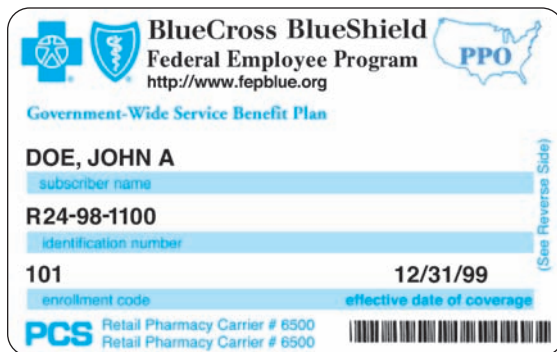 BlueCross BlueShield
Federal Employee Program
http://www.fepblue.org
PPO
Government-Wide Service Benefit Plan
DOE, JOHN A
subscriber name
R24-98-1100
identification number
101 12/31/99
enrollment code effective date of coverage
PCS Retail Pharmacy Carrier # 6500
Retail Pharmacy Carrier # 6500
(See Reverse Side)